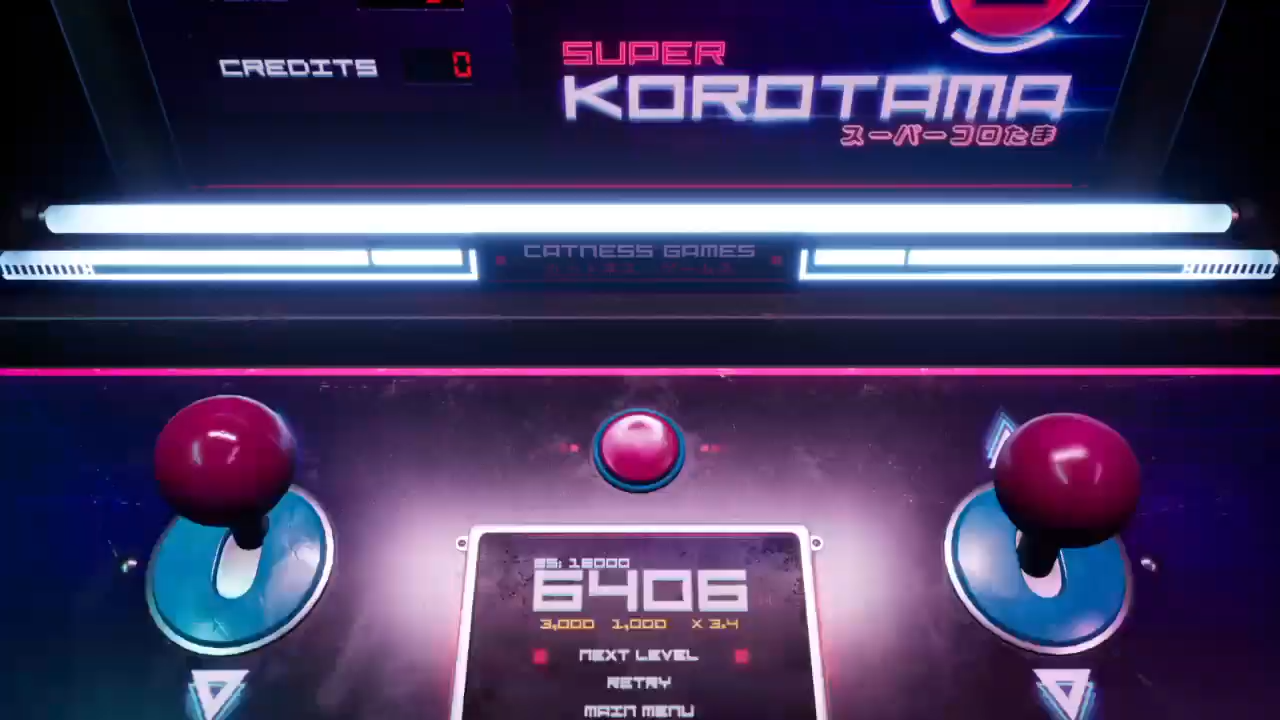 CREDITS 0
SUPER
KOROTAMA
スーパーコロたま
CATNESS GAMES
BS: 16000
6406
3,000 1,000 X 3.4
NEXT LEVEL
RETRY
MAIN MENU